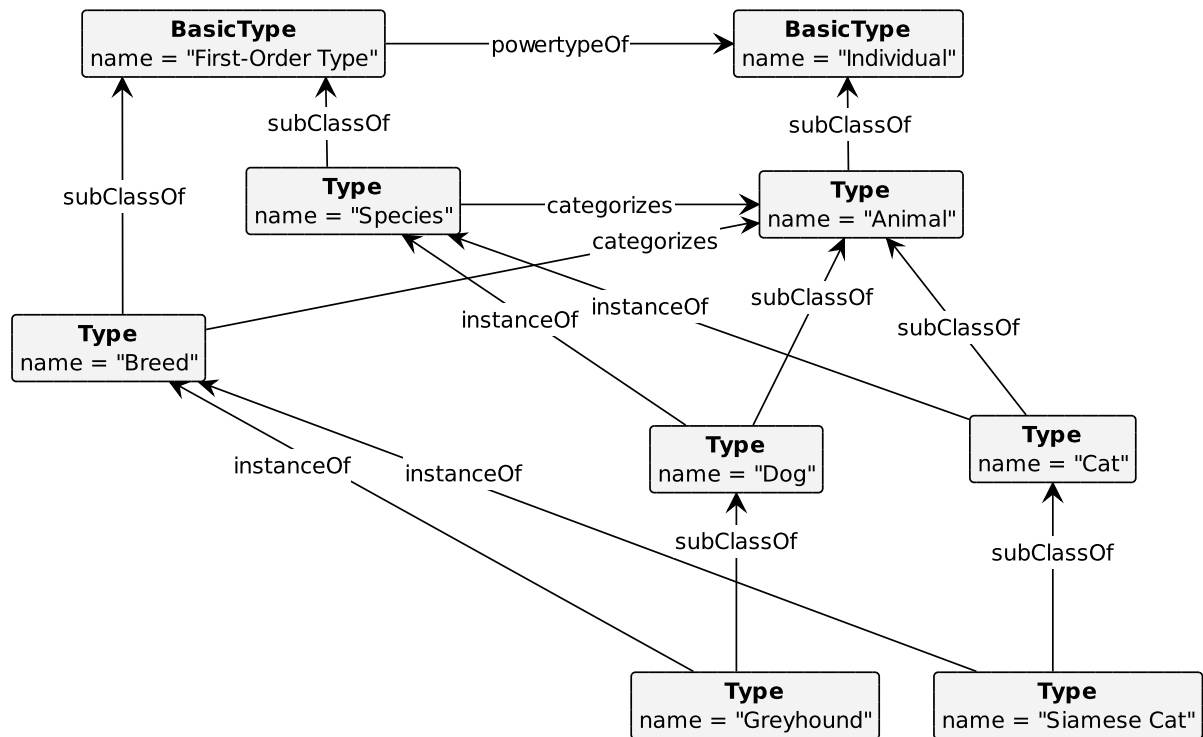 BasicType
name = "First-Order Type"
powertypeOf
BasicType
name = "Individual"
subClassOf
subClassOf
subClassOf
Type
name = "Species"
categorizes
Type
name = "Animal"
categorizes
subClassOf
instanceOf
instanceOf
subClassOf
Type
name = "Breed"
instanceOf
instanceOf
Type
name = "Dog"
Type
name = "Cat"
subClassOf
subClassOf
Type
name = "Greyhound"
Type
name = "Siamese Cat"